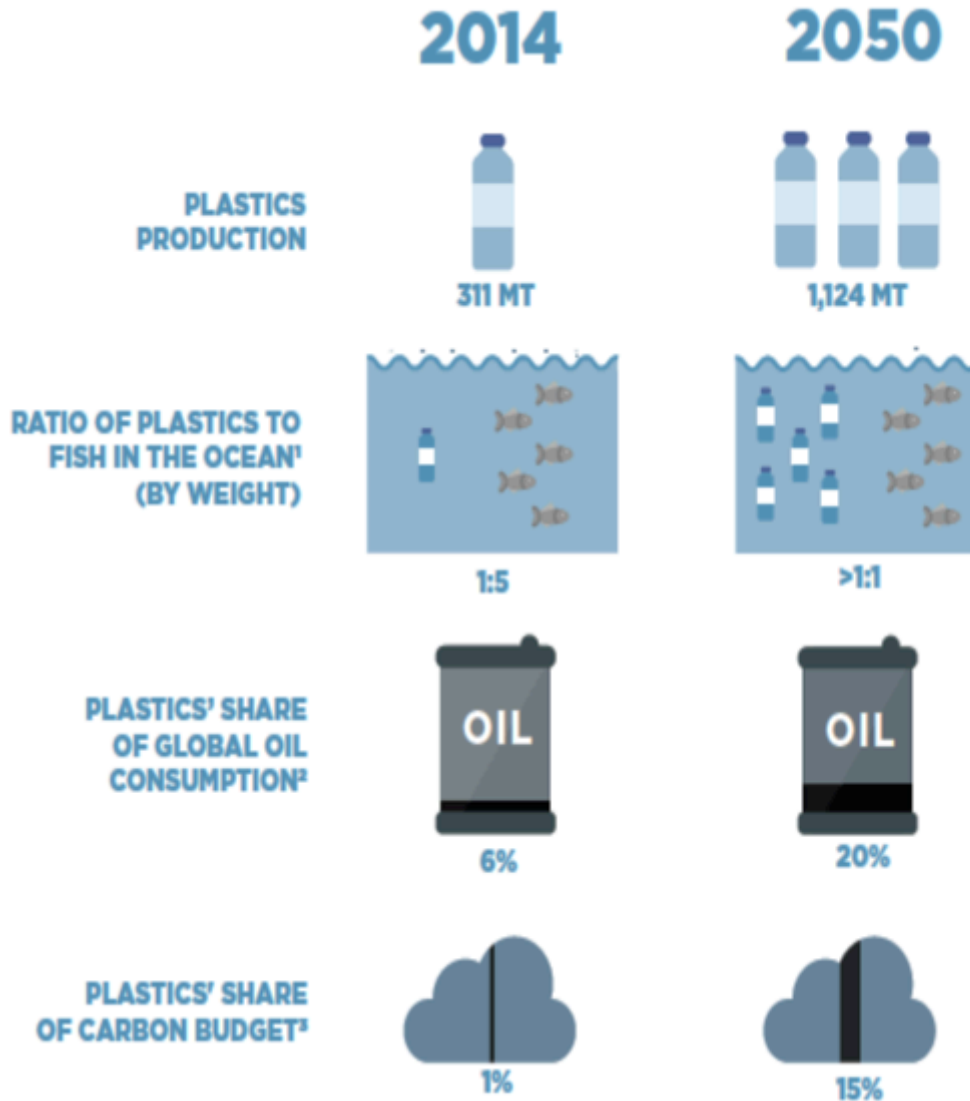 2014 2050
PLASTICS
PRODUCTION
311 MT 1,124 MT
RATIO OF PLASTICS TO
FISH IN THE OCEAN¹
(BY WEIGHT)
1:5 >1:1
PLASTICS' SHARE
OF GLOBAL OIL
CONSUMPTION²
OIL OIL
6% 20%
PLASTICS' SHARE
OF CARBON BUDGET³
1% 15%